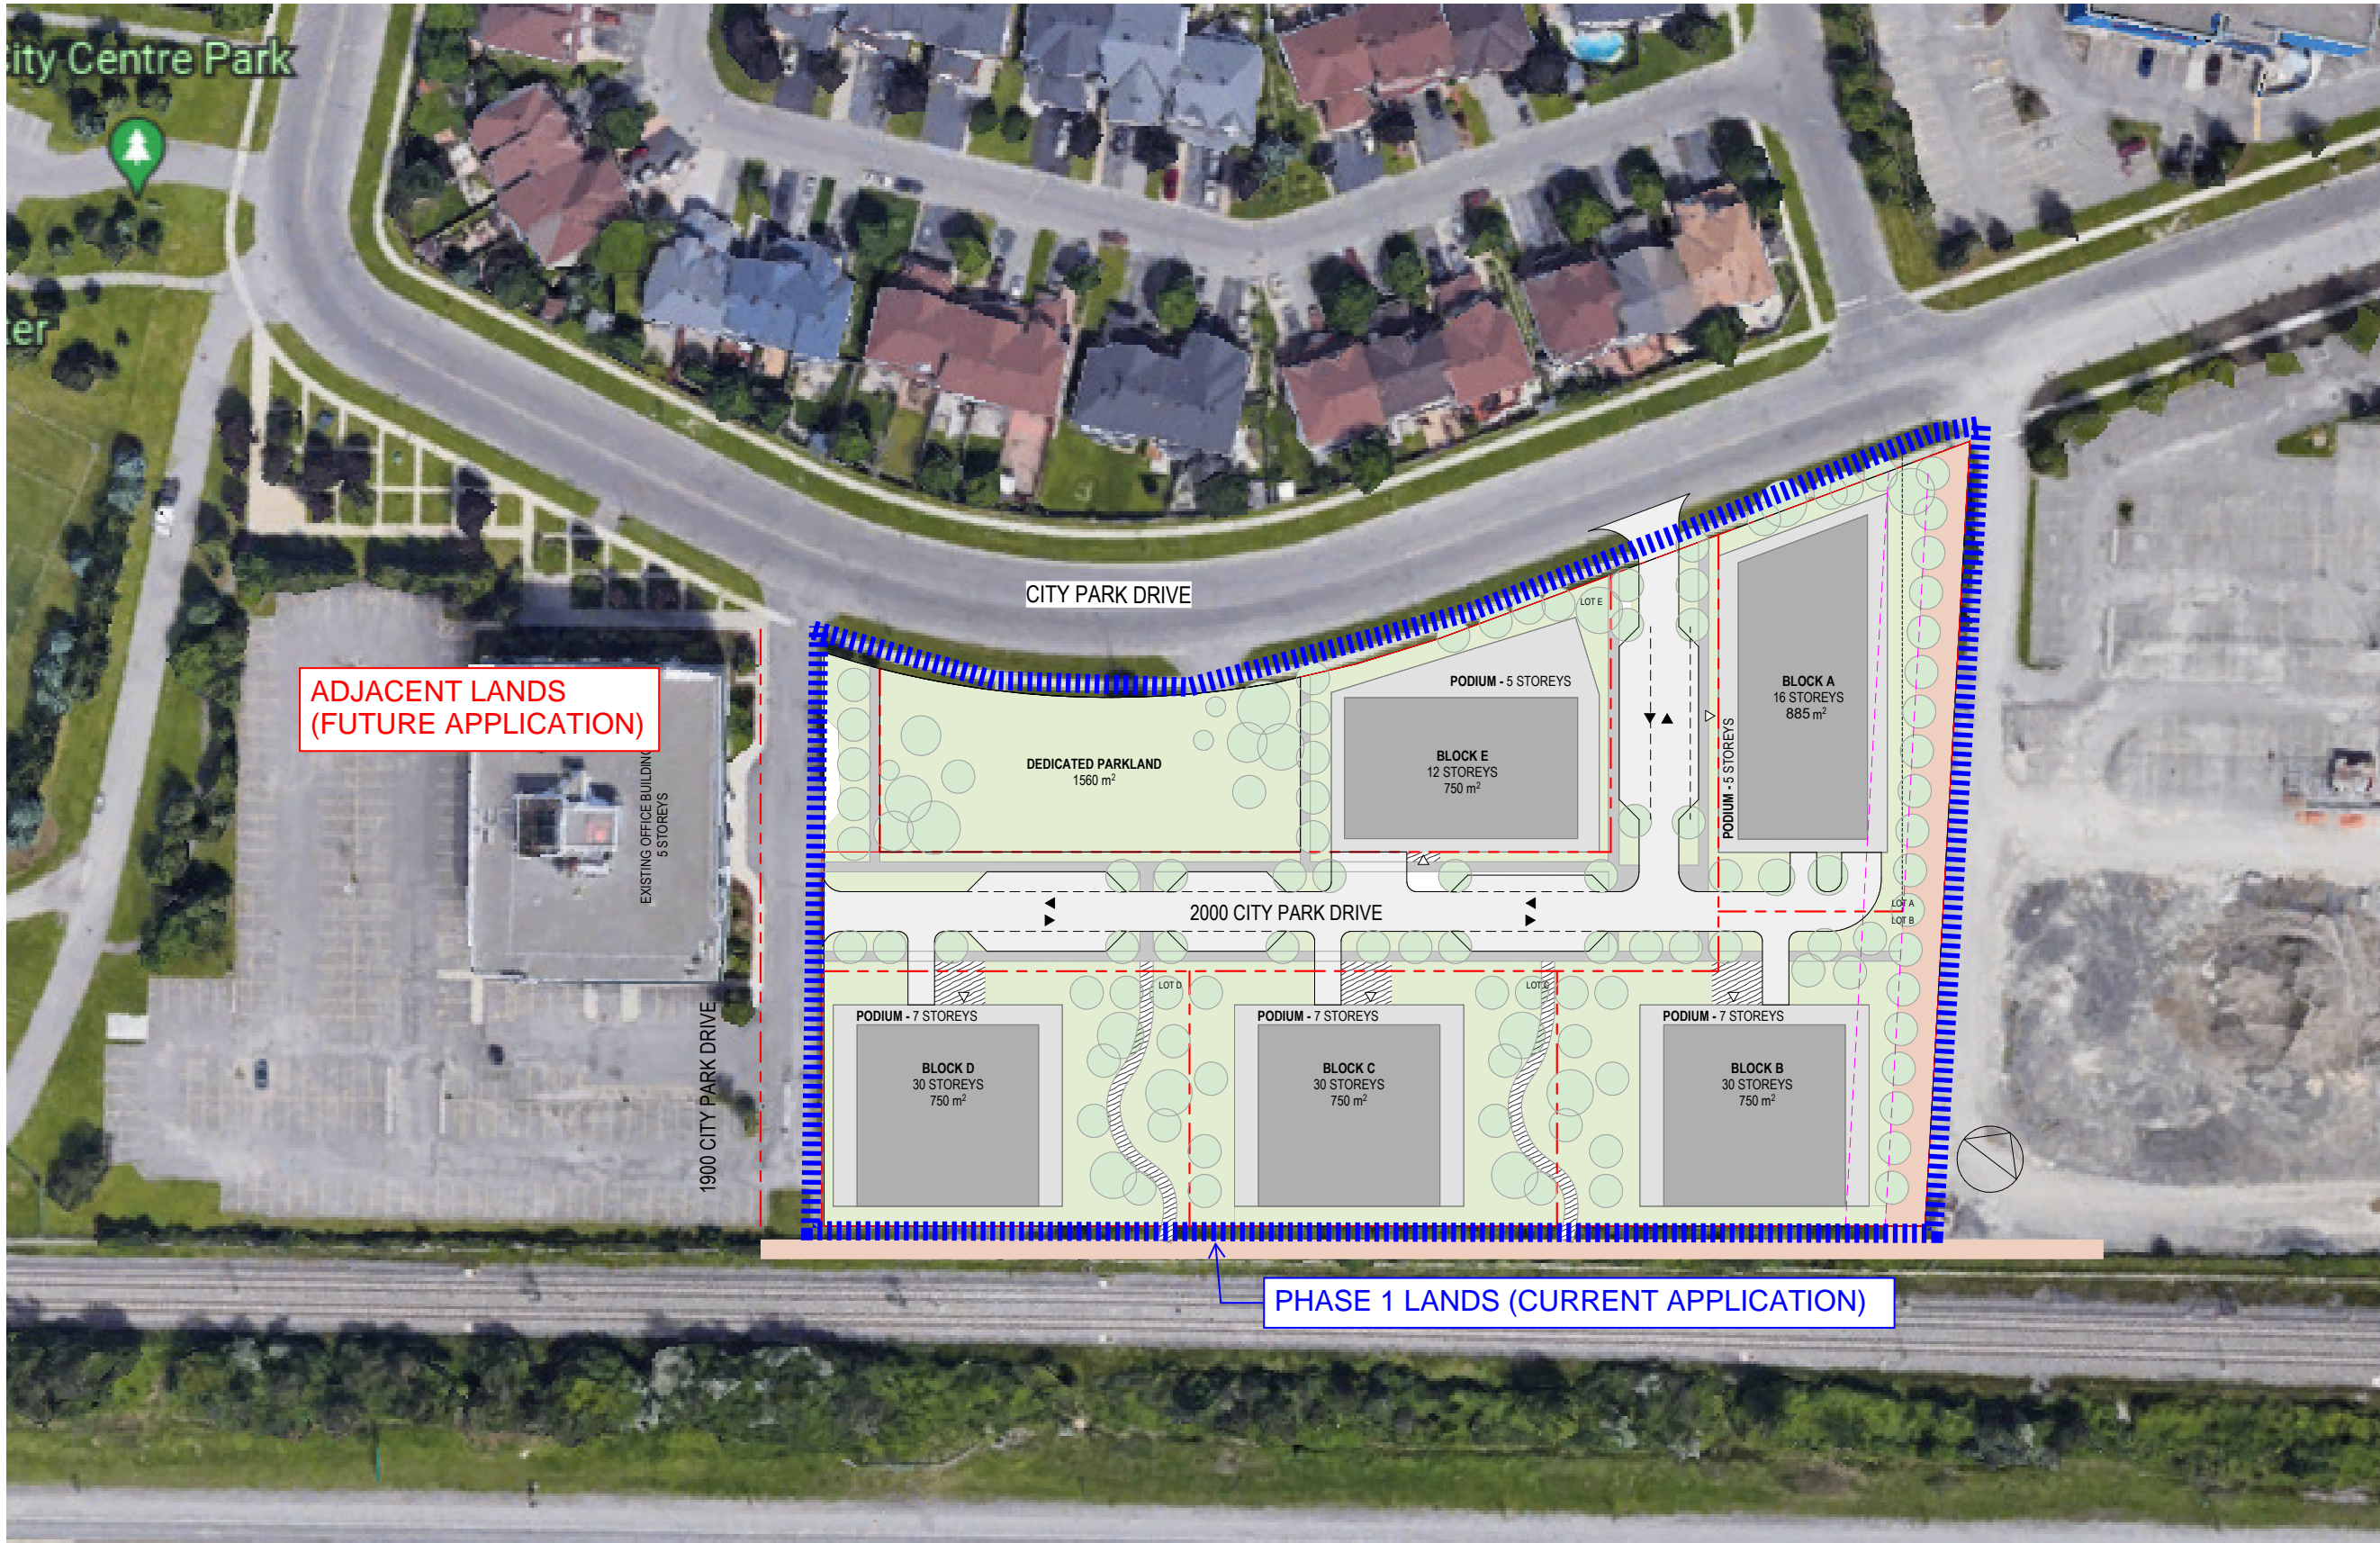 ity Centre Park
ter
CITY PARK DRIVE
ADJACENT LANDS
(FUTURE APPLICATION)
EXISTING OFFICE BUILDING
5 STOREYS
1900 CITY PARK DRIVE
DEDICATED PARKLAND
1560 m²
LOT E
PODIUM - 5 STOREYS
BLOCK E
12 STOREYS
750 m²
PODIUM - 5 STOREYS
BLOCK A
16 STOREYS
885 m²
2000 CITY PARK DRIVE
LOT A
LOT B
LOT D
LOT C
PODIUM - 7 STOREYS
BLOCK D
30 STOREYS
750 m²
PODIUM - 7 STOREYS
BLOCK C
30 STOREYS
750 m²
PODIUM - 7 STOREYS
BLOCK B
30 STOREYS
750 m²
PHASE 1 LANDS (CURRENT APPLICATION)